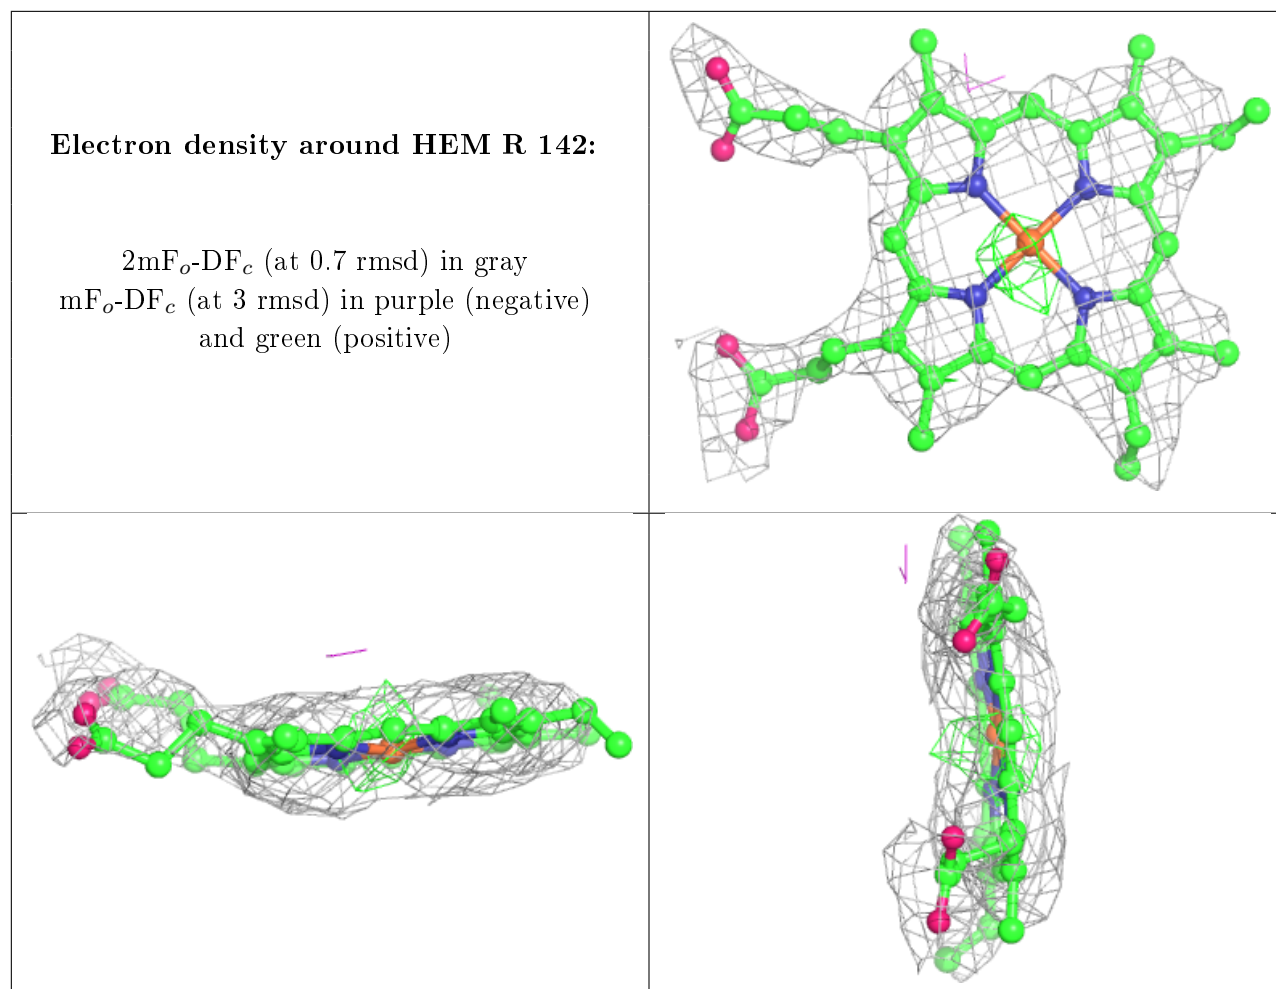 Electron density around HEM R 142:
2mFₒ-DF𝒸 (at 0.7 rmsd) in gray
mFₒ-DF𝒸 (at 3 rmsd) in purple (negative)
and green (positive)